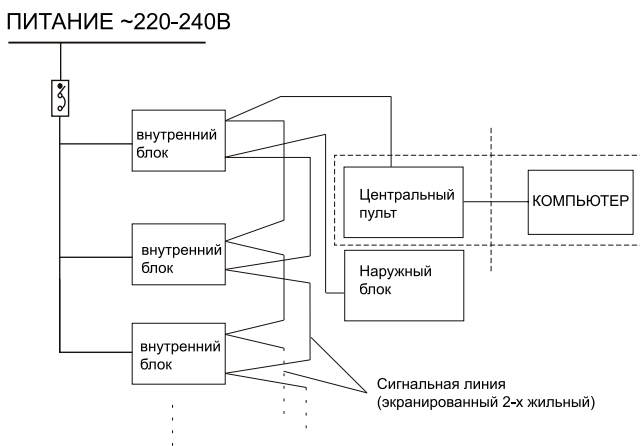 ПИТАНИЕ ~220-240В
внутренний
блок
Центральный
пульт
КОМПЬЮТЕР
внутренний
блок
Наружный
блок
внутренний
блок
Сигнальная линия
(экранированный 2-х жильный)